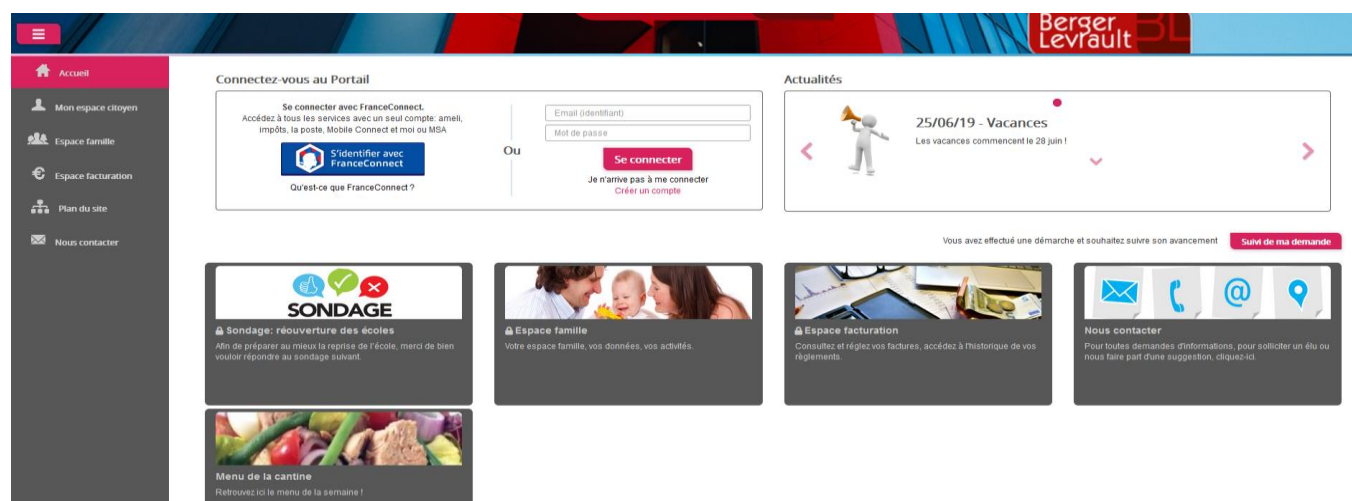 Berger
Levrault
BL
Accueil
Mon espace citoyen
Espace famille
Espace facturation
Plan du site
Nous contacter
Connectez-vous au Portail
Se connecter avec FranceConnect.
Accédez à tous les services avec un seul compte: ameli,
impôts, la poste, Mobile Connect et moi ou MSA
S'identifier avec
FranceConnect
Qu'est-ce que FranceConnect ?
Ou
Email (identifiant)
Mot de passe
Se connecter
Je n'arrive pas à me connecter
Créer un compte
Actualités
25/06/19 - Vacances
Les vacances commencent le 28 juin !
Vous avez effectué une démarche et souhaitez suivre son avancement
Suivi de ma demande
SONDAGE
Sondage: réouverture des écoles
Afin de préparer au mieux la reprise de l'école, merci de bien
vouloir répondre au sondage suivant.
Espace famille
Votre espace famille, vos données, vos activités.
Espace facturation
Consultez et réglez vos factures, accédez à l'historique de vos
règlements.
Nous contacter
Pour toutes demandes d'informations, pour solliciter un élu ou
nous faire part d'une suggestion, cliquez-ici.
Menu de la cantine
Retrouvez ici le menu de la semaine !